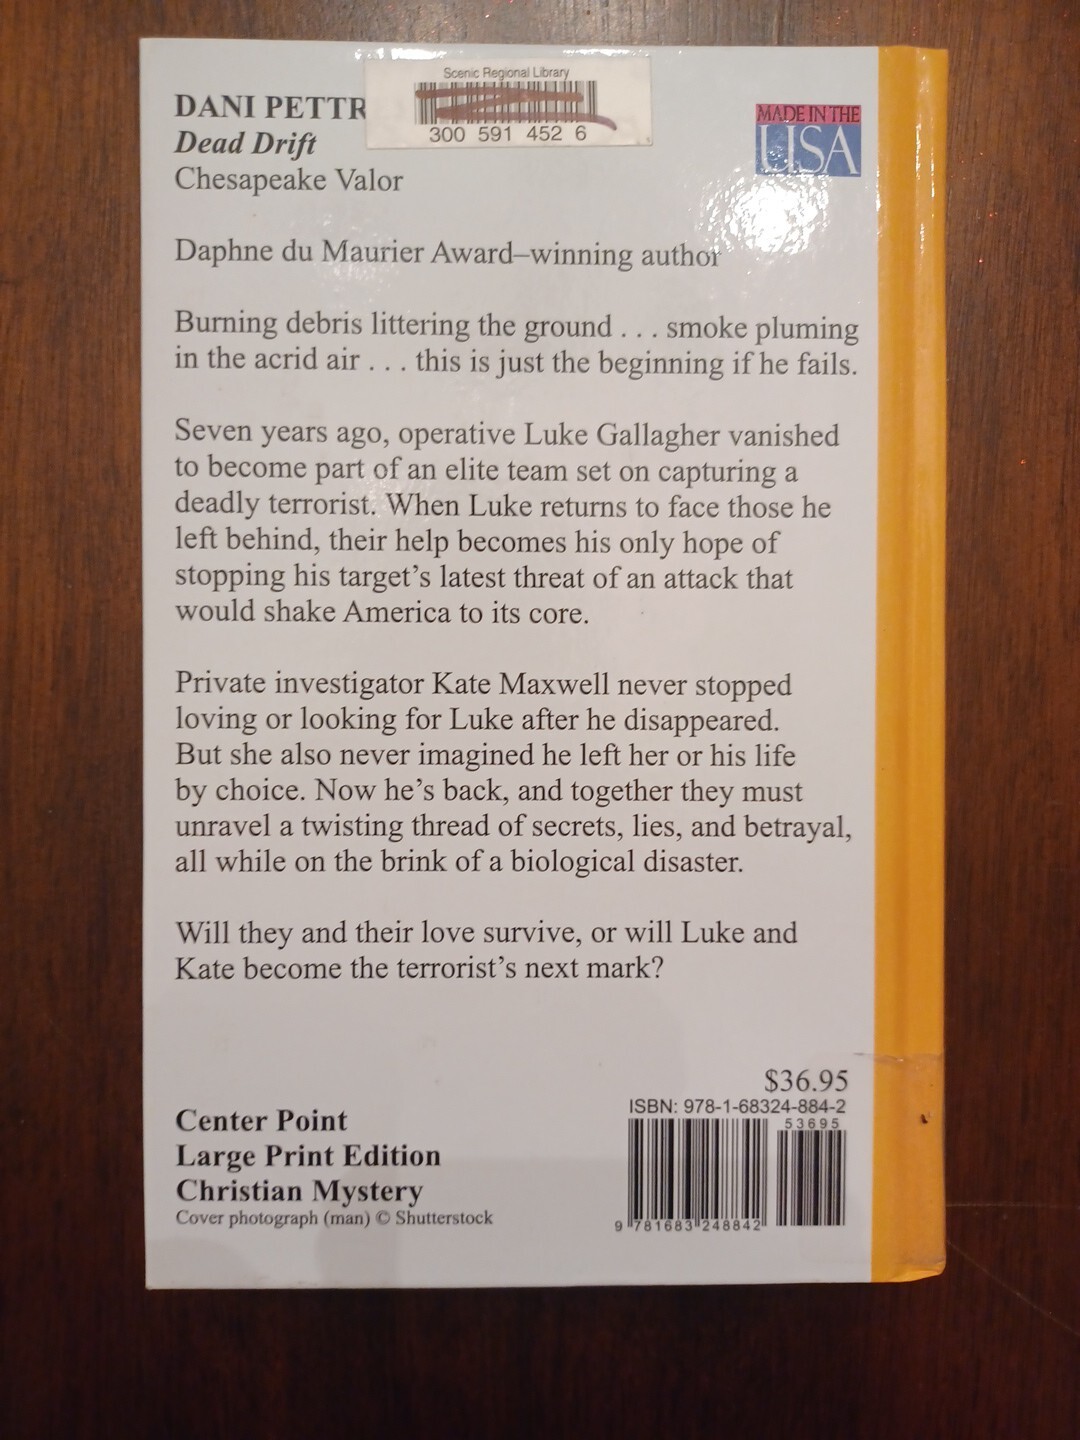 Scenic Regional Library
300 591 452 6
DANI PETTR
Dead Drift
Chesapeake Valor
MADE IN THE
USA
Daphne du Maurier Award–winning author
Burning debris littering the ground . . . smoke pluming
in the acrid air . . . this is just the beginning if he fails.
Seven years ago, operative Luke Gallagher vanished
to become part of an elite team set on capturing a
deadly terrorist. When Luke returns to face those he
left behind, their help becomes his only hope of
stopping his target’s latest threat of an attack that
would shake America to its core.
Private investigator Kate Maxwell never stopped
loving or looking for Luke after he disappeared.
But she also never imagined he left her or his life
by choice. Now he’s back, and together they must
unravel a twisting thread of secrets, lies, and betrayal,
all while on the brink of a biological disaster.
Will they and their love survive, or will Luke and
Kate become the terrorist’s next mark?
Center Point
Large Print Edition
Christian Mystery
Cover photograph (man) © Shutterstock
$36.95
ISBN: 978-1-68324-884-2
53695
9 781683 248842